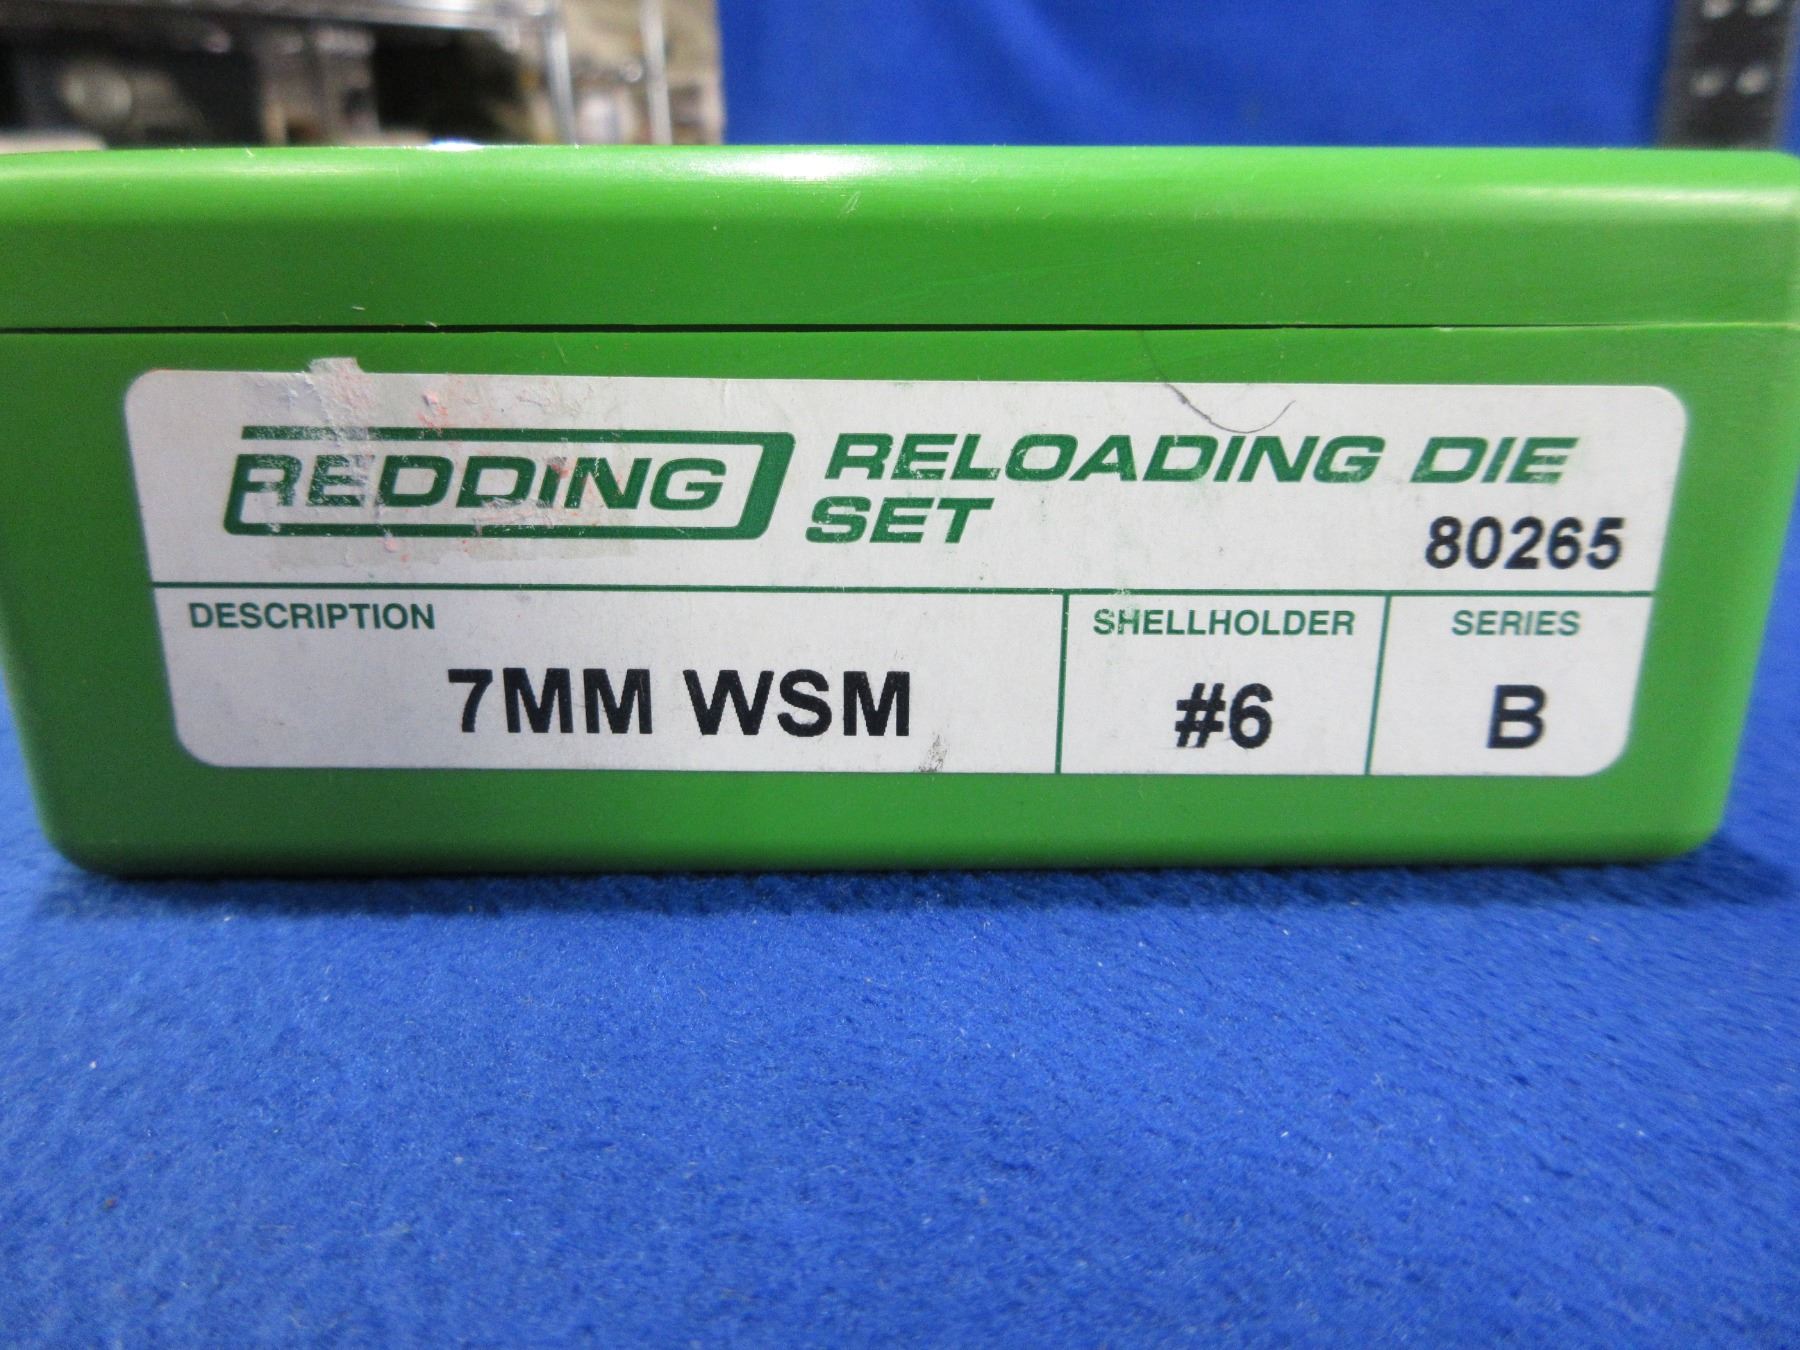 REDDING RELOADING DIE
SET
80265
DESCRIPTION SHELLHOLDER SERIES
7MM WSM #6 B